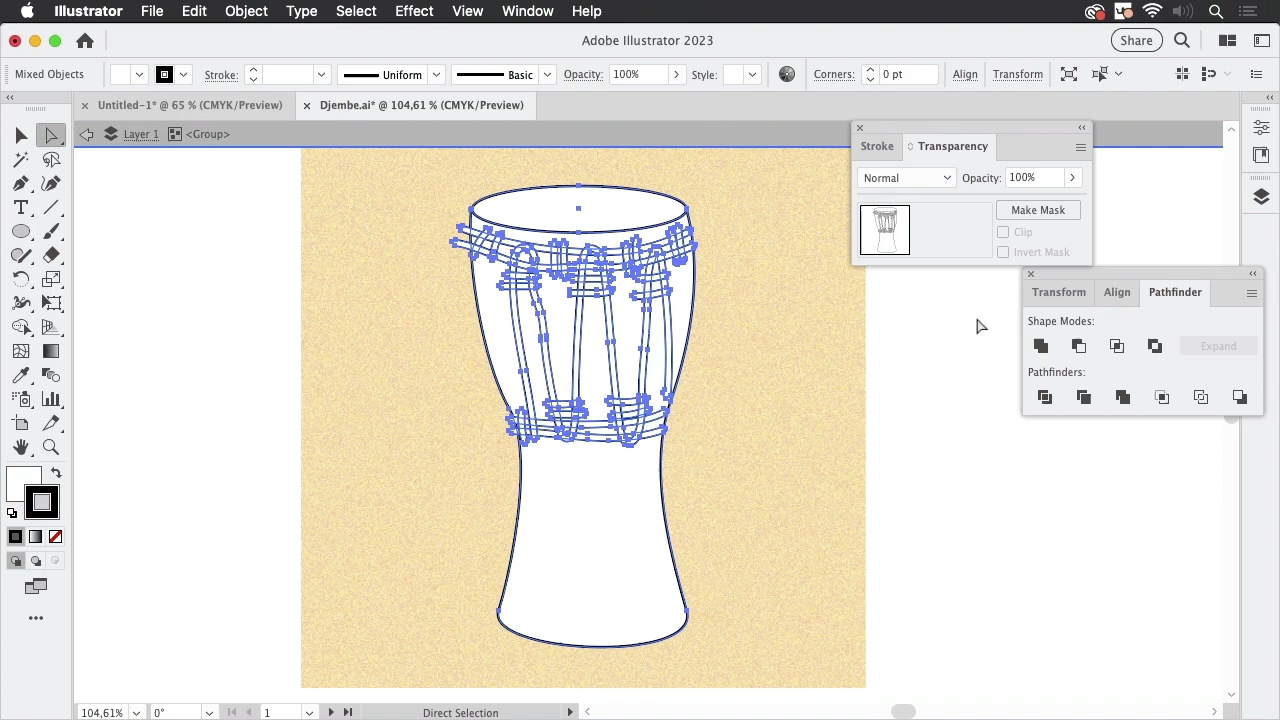 Illustrator File Edit Object Type Select Effect View Window Help
Adobe Illustrator 2023
Share
Mixed Objects Stroke: Uniform Basic Opacity: 100% Style: Corners: 0 pt Align Transform
Untitled-1* @ 65 % (CMYK/Preview) Djembe.ai* @ 104,61 % (CMYK/Preview)
Layer 1 <Group>
Stroke Transparency
Normal Opacity: 100%
Make Mask
Clip
Invert Mask
Transform Align Pathfinder
Shape Modes:
Expand
Pathfinders:
104,61% 0° 1 Direct Selection